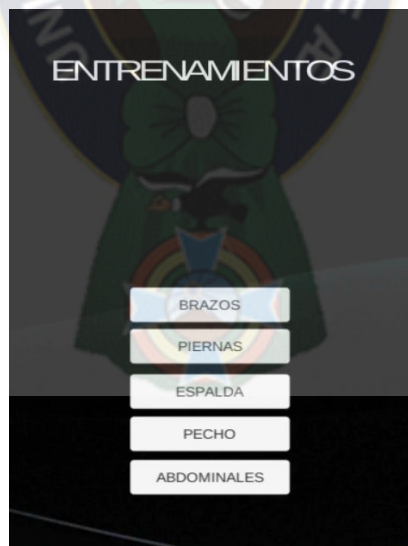 ENTRENAMIENTOS
BRAZOS
PIERNAS
ESPALDA
PECHO
ABDOMINALES